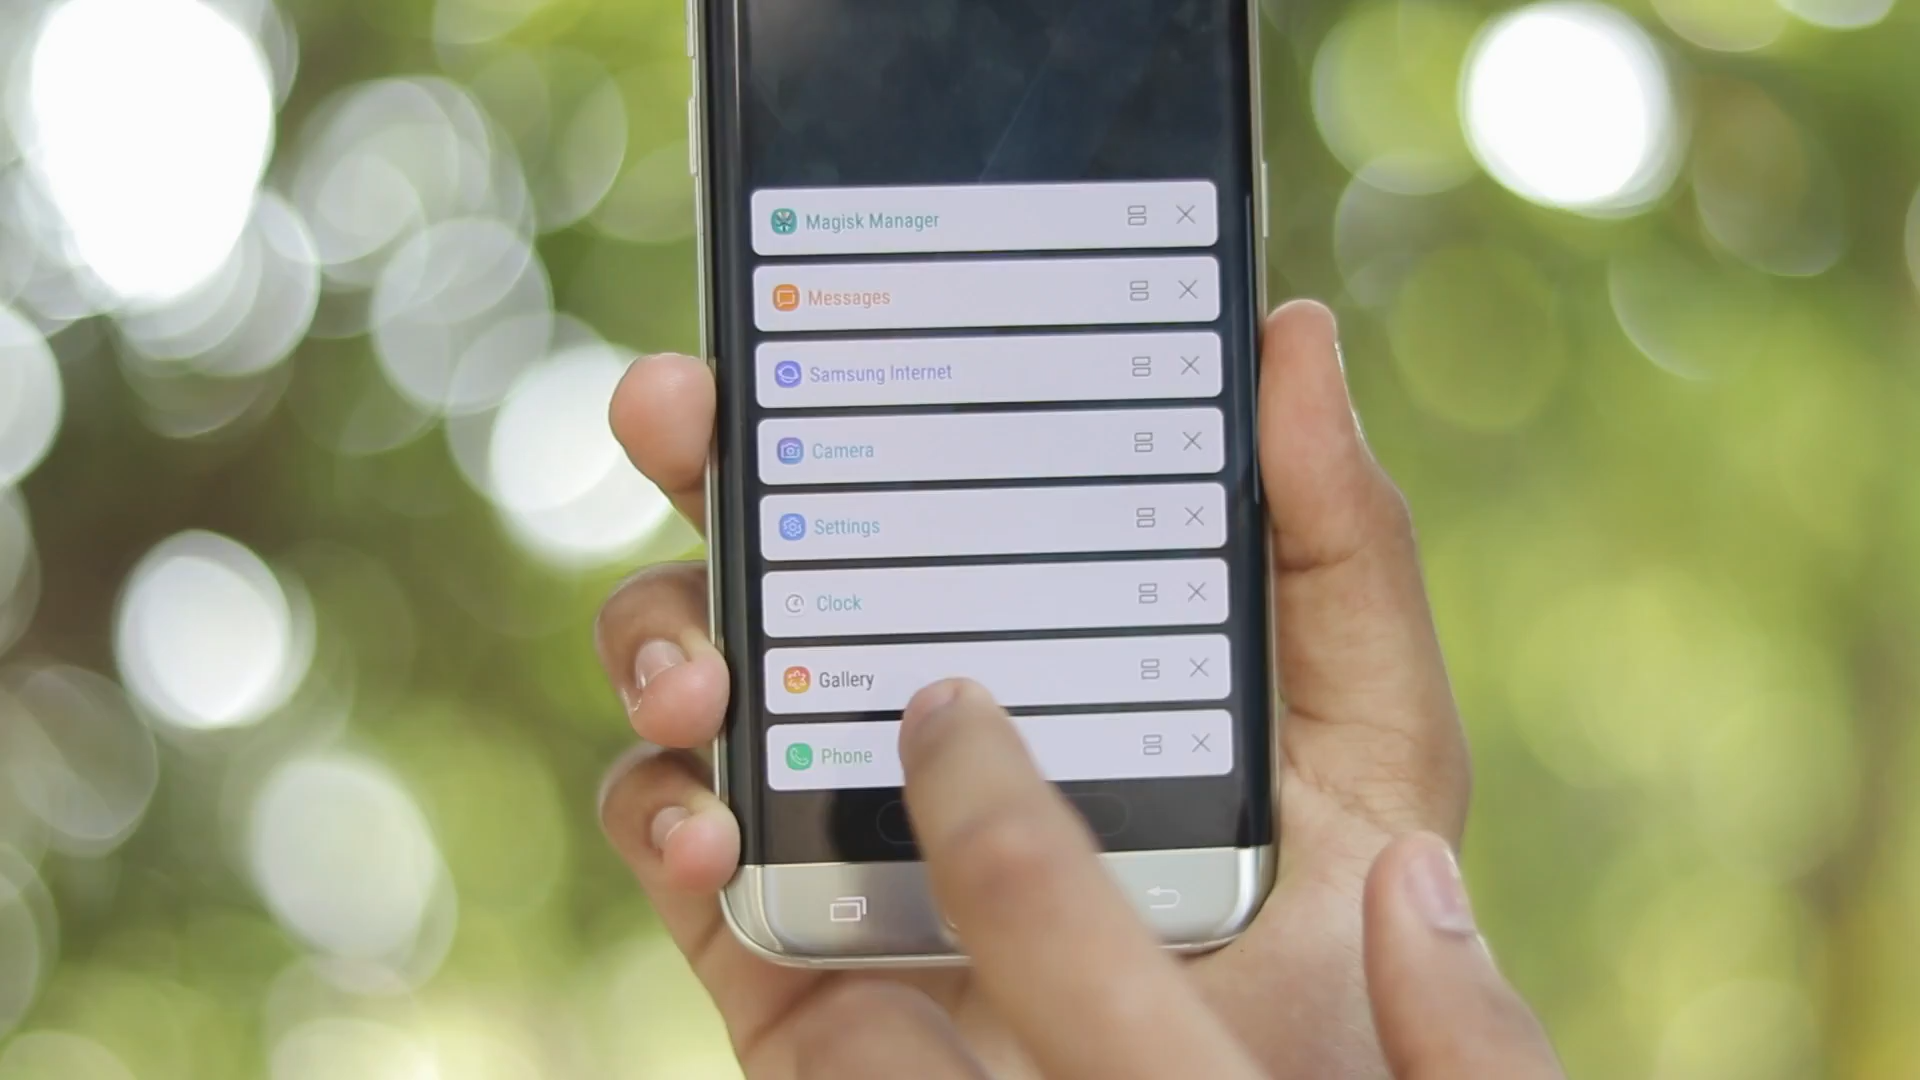 Magisk Manager
Messages
Samsung Internet
Camera
Settings
Clock
Gallery
Phone